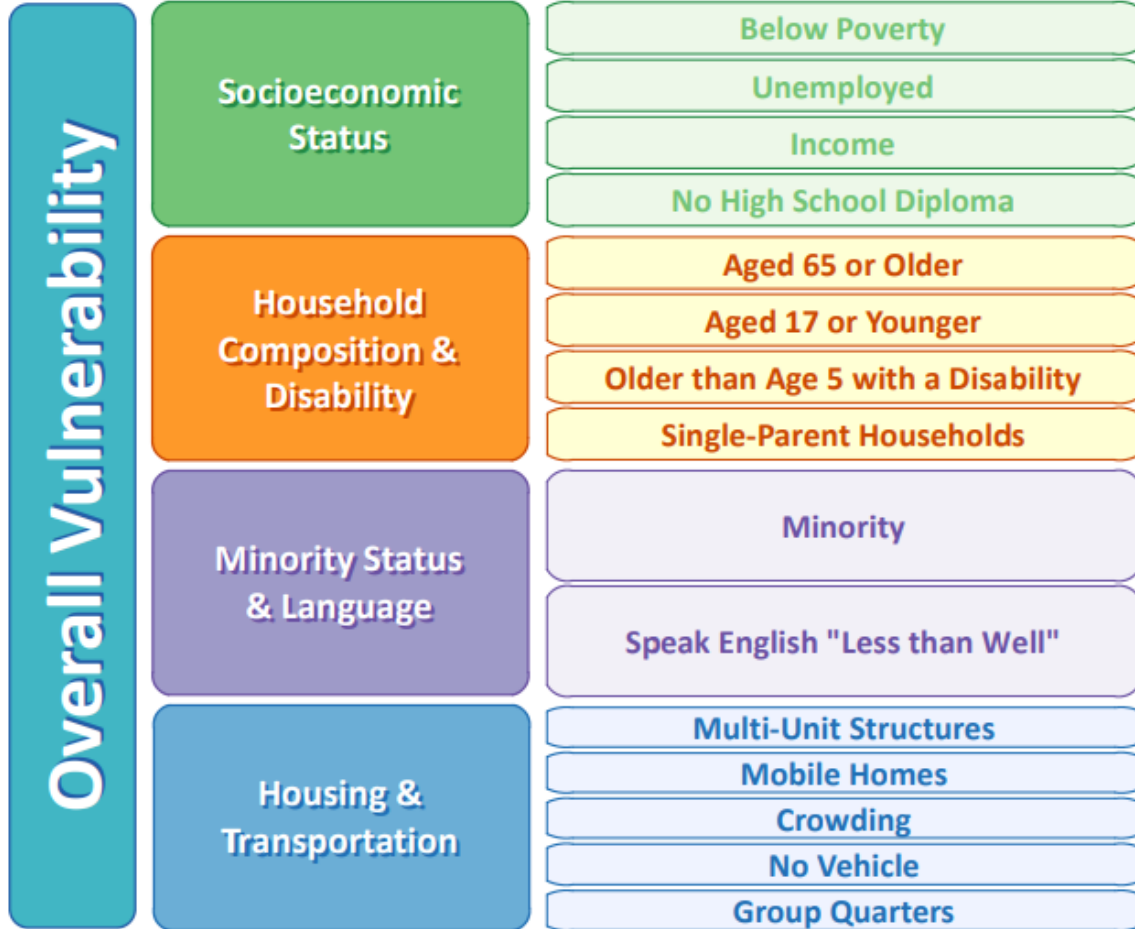 Overall Vulnerability
Socioeconomic
Status
Below Poverty
Unemployed
Income
No High School Diploma
Household
Composition &
Disability
Aged 65 or Older
Aged 17 or Younger
Older than Age 5 with a Disability
Single-Parent Households
Minority Status
& Language
Minority
Speak English "Less than Well"
Housing &
Transportation
Multi-Unit Structures
Mobile Homes
Crowding
No Vehicle
Group Quarters